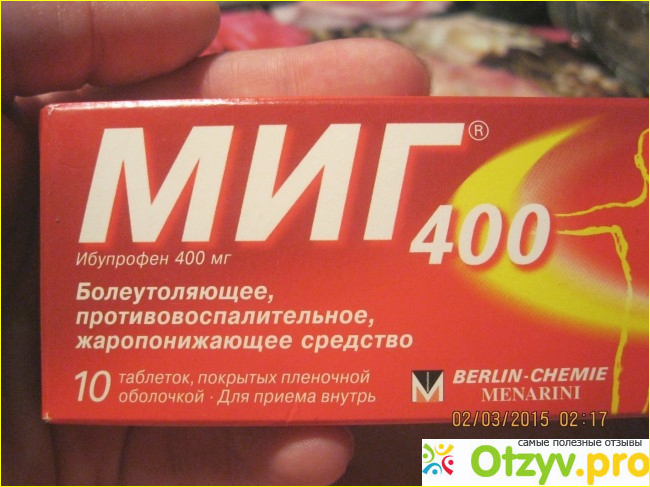 МИГ®
400
Ибупрофен 400 мг
Болеутоляющее,
противовоспалительное,
жаропонижающее средство
10 таблеток, покрытых пленочной
оболочкой · Для приема внутрь
BERLIN-CHEMIE
MENARINI
02/03/2015 02:17
самые полезные отзывы
Otzyv.pro